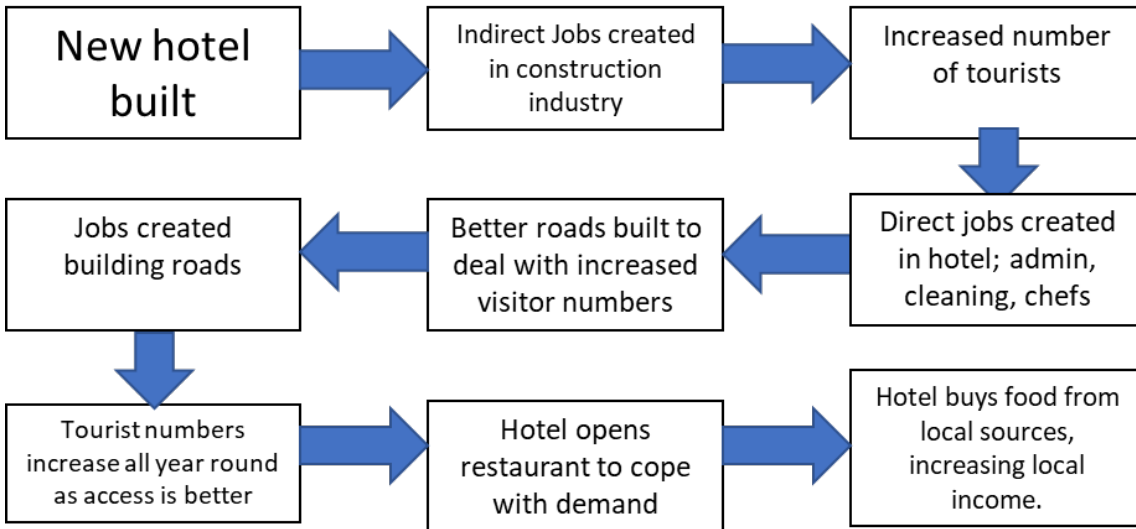 New hotel
built
Indirect Jobs created
in construction
industry
Increased number
of tourists
Direct jobs created
in hotel; admin,
cleaning, chefs
Better roads built to
deal with increased
visitor numbers
Jobs created
building roads
Tourist numbers
increase all year round
as access is better
Hotel opens
restaurant to cope
with demand
Hotel buys food from
local sources,
increasing local
income.